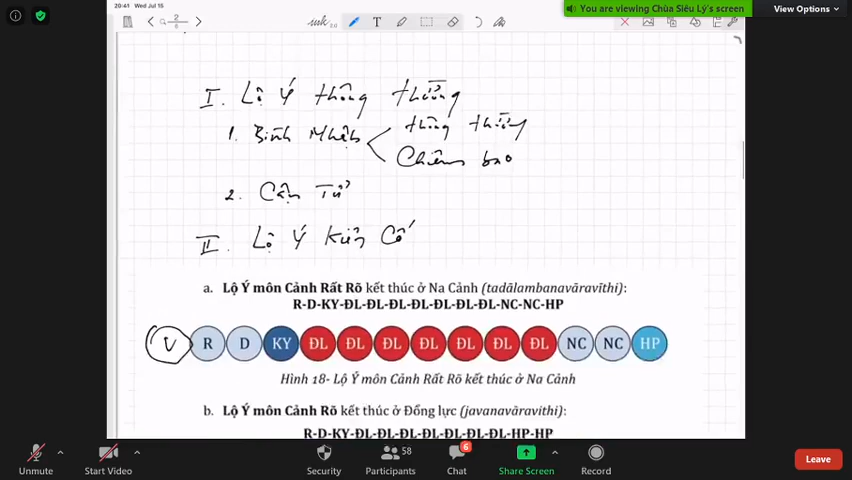 You are viewing Chùa Siêu Lý's screen
View Options
20:41 Wed Jul 15
2
6
I. Lộ Ý thông thường
1. Bình Nhật
thông thường
Chiêm bao
2. Cận Tử
II. Lộ Ý Kiên Cố
a. Lộ Ý môn Cảnh Rất Rõ kết thúc ở Na Cảnh (tadālambanavāravīthi):
R-D-KY-ĐL-ĐL-ĐL-ĐL-ĐL-ĐL-ĐL-NC-NC-HP
V R D KY ĐL ĐL ĐL ĐL ĐL ĐL ĐL NC NC HP
Hình 18- Lộ Ý môn Cảnh Rất Rõ kết thúc ở Na Cảnh
b. Lộ Ý môn Cảnh Rõ kết thúc ở Đổng lực (javanavāravithi):
R-D-KY-ĐL-ĐL-ĐL-ĐL-ĐL-ĐL-ĐL-HP-HP
58
6
Unmute Start Video Security Participants Chat Share Screen Record Leave